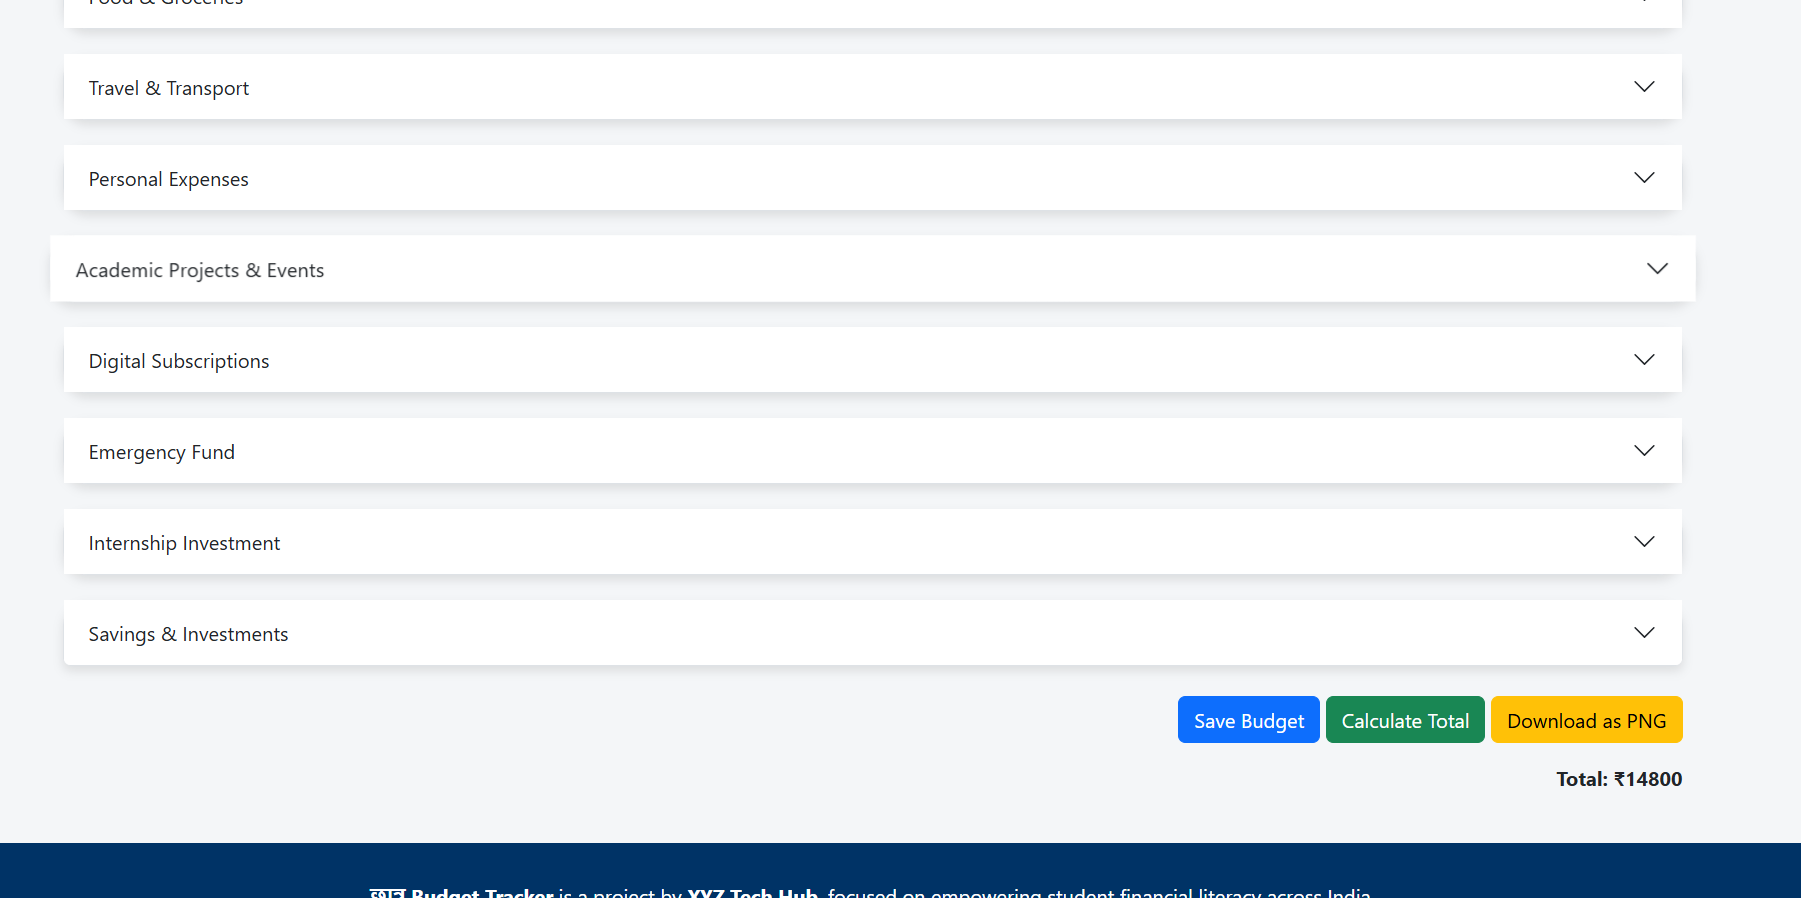 Food & Groceries
Travel & Transport
Personal Expenses
Academic Projects & Events
Digital Subscriptions
Emergency Fund
Internship Investment
Savings & Investments
Save Budget Calculate Total Download as PNG
Total: ₹14800
छात्र Budget Tracker is a project by XYZ Tech Hub, focused on empowering student financial literacy across India